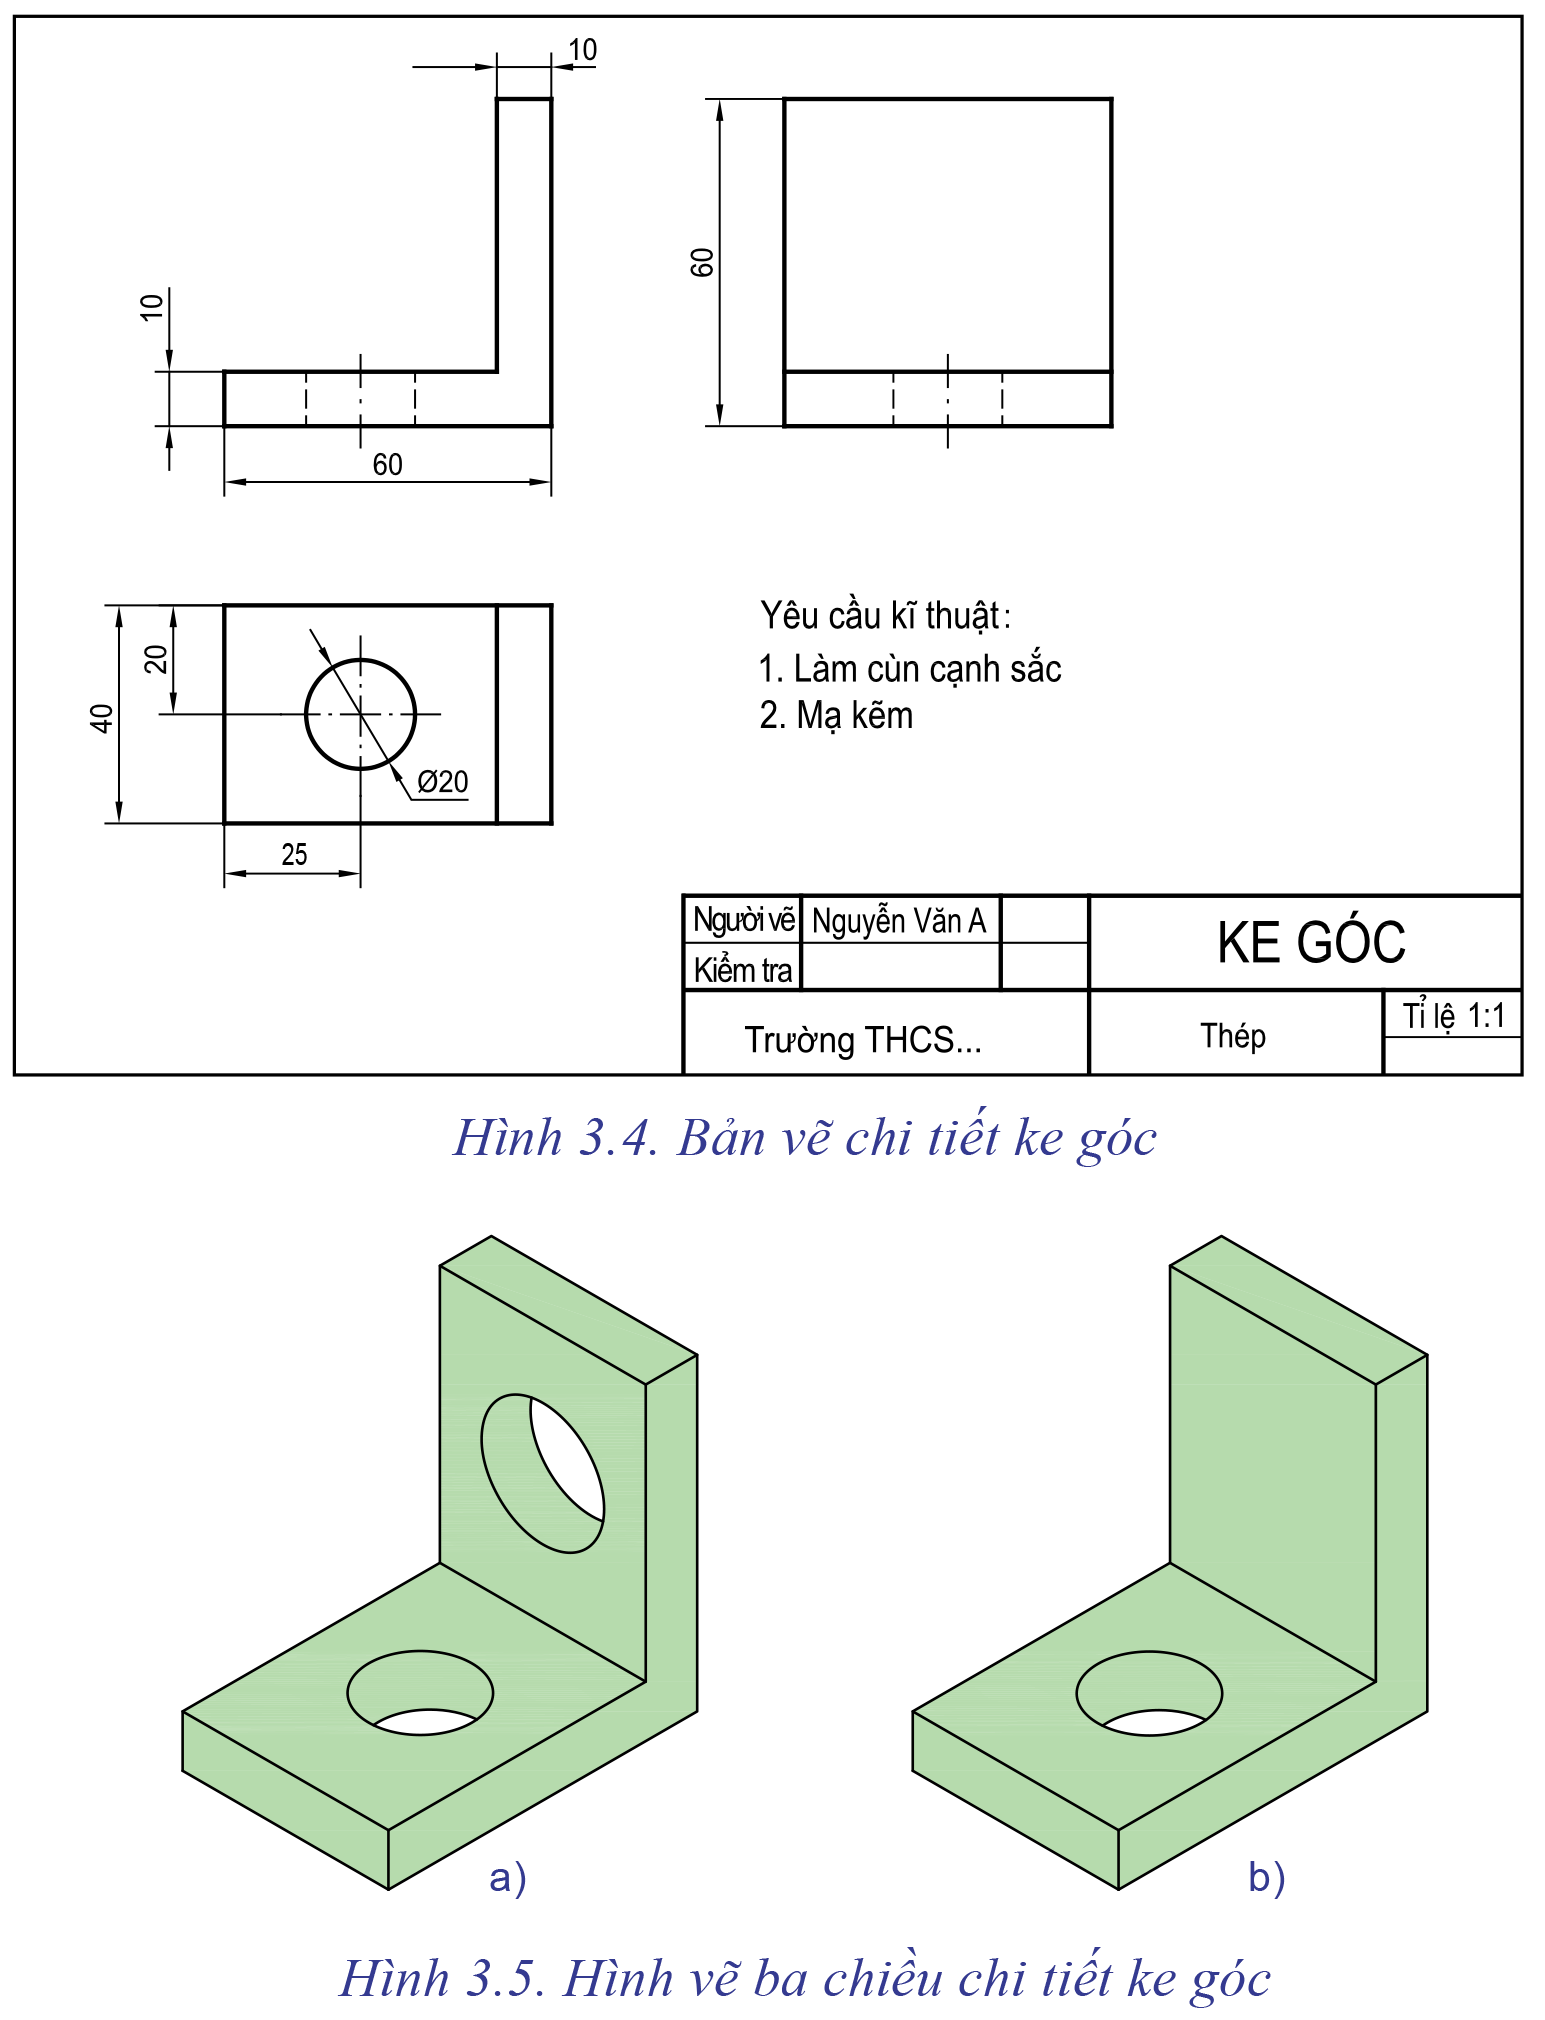 10
60
10
60
20
40
Ø20
25
Yêu cầu kĩ thuật:
1. Làm cùn cạnh sắc
2. Mạ kẽm
Người vẽ Nguyễn Văn A
Kiểm tra
KE GÓC
Trường THCS...
Thép
Tỉ lệ 1:1
Hình 3.4. Bản vẽ chi tiết ke góc
a)
b)
Hình 3.5. Hình vẽ ba chiều chi tiết ke góc